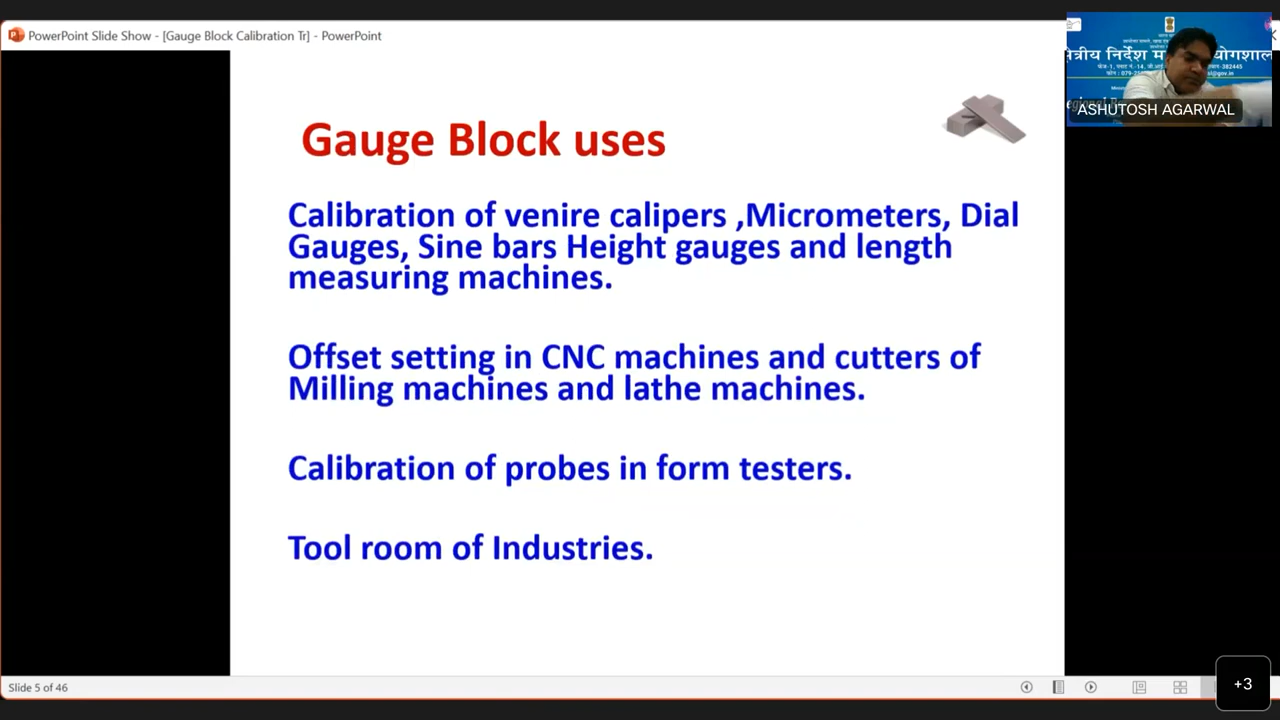 PowerPoint Slide Show - [Gauge Block Calibration Tr] - PowerPoint
Gauge Block uses
Calibration of venire calipers ,Micrometers, Dial
Gauges, Sine bars Height gauges and length
measuring machines.
Offset setting in CNC machines and cutters of
Milling machines and lathe machines.
Calibration of probes in form testers.
Tool room of Industries.
ASHUTOSH AGARWAL
Slide 5 of 46
+3